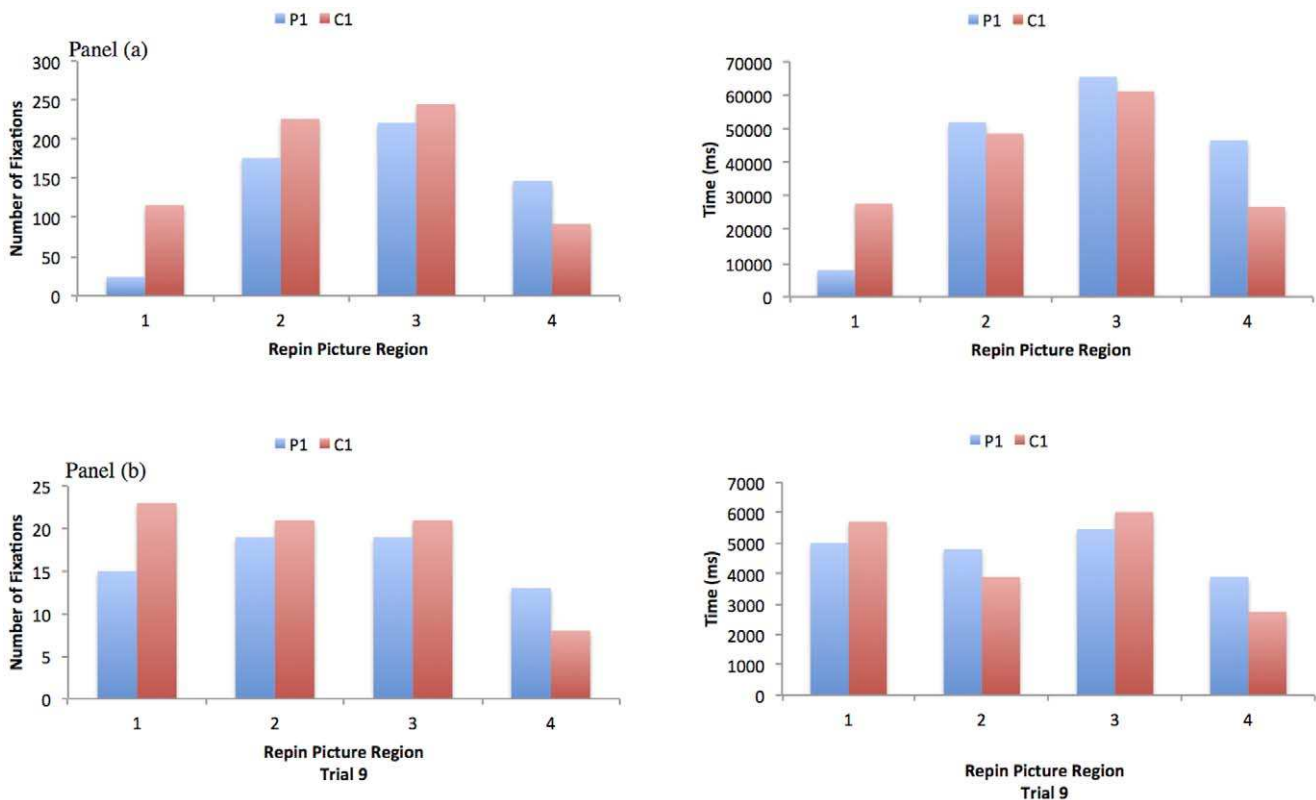 P1 C1
Panel (a)
Number of Fixations
300
250
200
150
100
50
0
1 2 3 4
Repin Picture Region
P1 C1
Time (ms)
70000
60000
50000
40000
30000
20000
10000
0
1 2 3 4
Repin Picture Region
P1 C1
Panel (b)
Number of Fixations
25
20
15
10
5
0
1 2 3 4
Repin Picture Region
Trial 9
P1 C1
Time (ms)
7000
6000
5000
4000
3000
2000
1000
0
1 2 3 4
Repin Picture Region
Trial 9